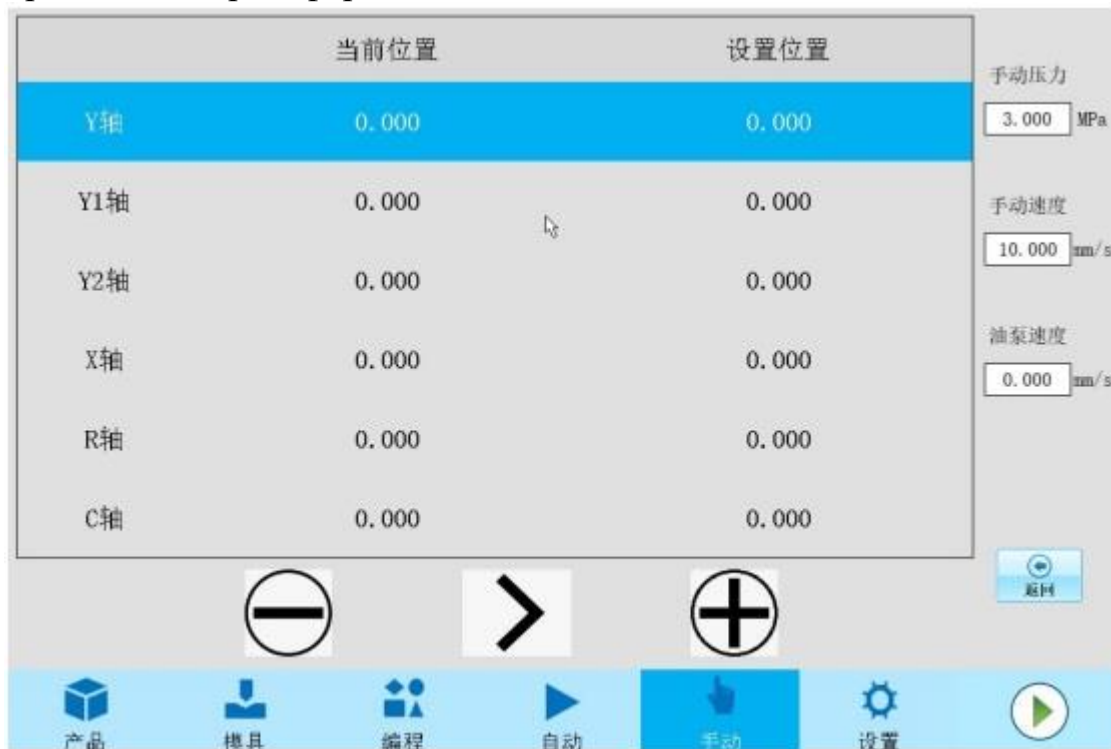 当前位置 设置位置
Y轴 0.000 0.000
Y1轴 0.000 0.000
Y2轴 0.000 0.000
X轴 0.000 0.000
R轴 0.000 0.000
C轴 0.000 0.000
手动压力
3.000 MPa
手动速度
10.000 mm/s
油泵速度
0.000 mm/s
返回
产品 模具 编程 自动 手动 设置